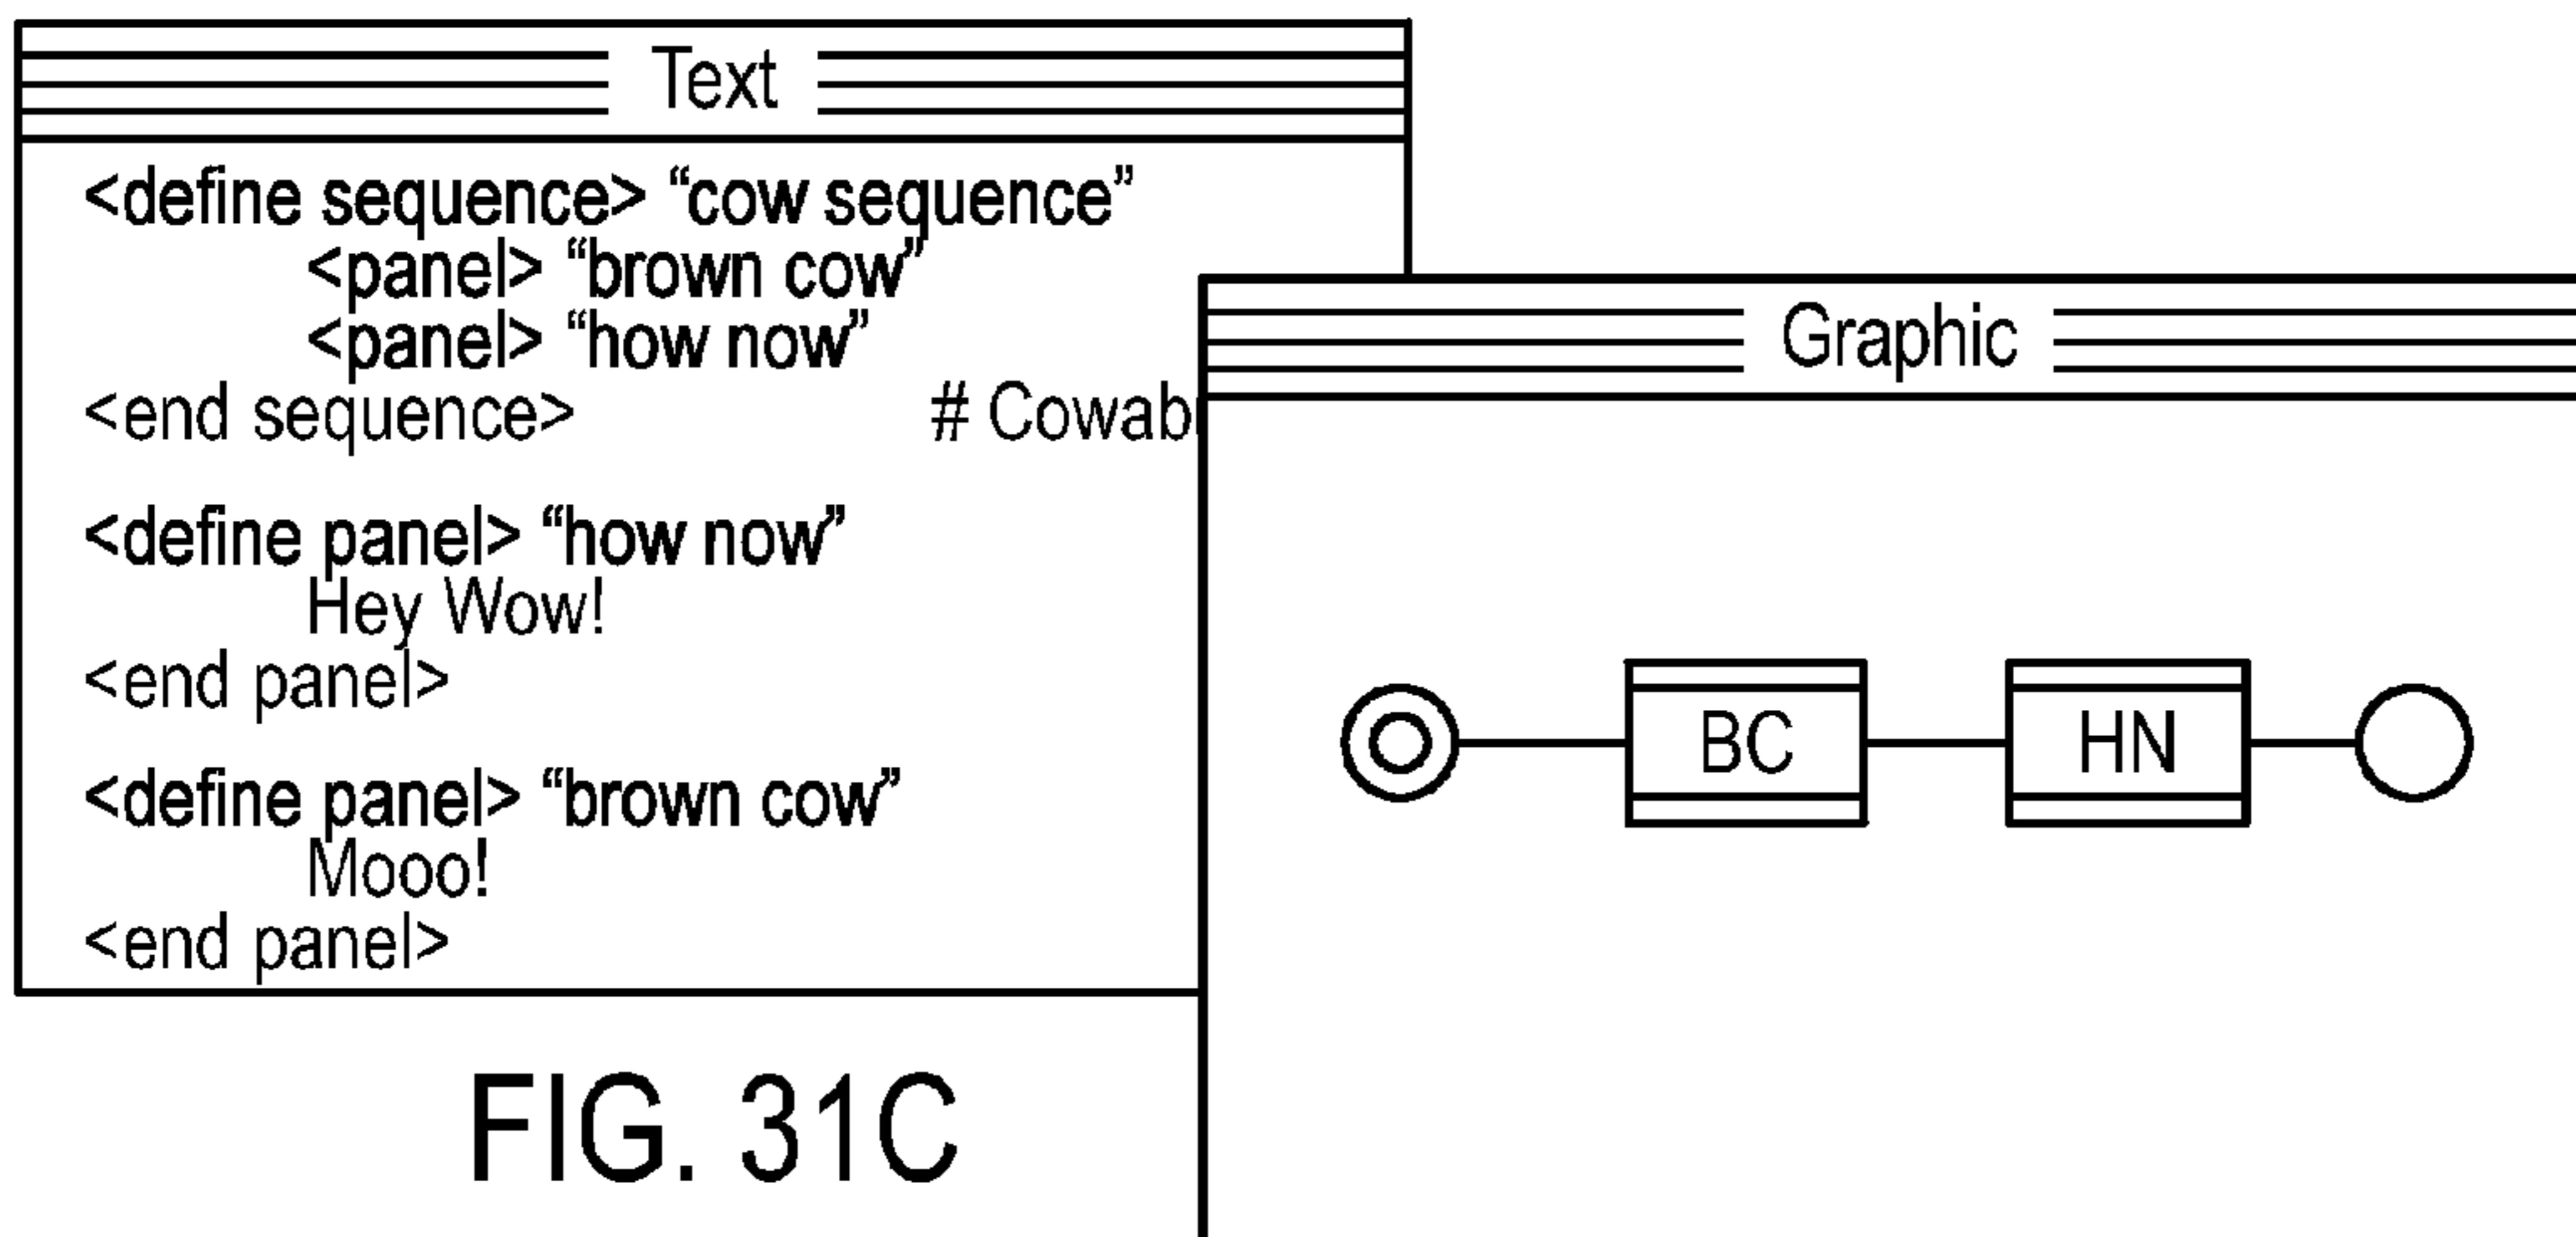 Text
<define sequence> “cow sequence”
<panel> “brown cow”
<panel> “how now”
<end sequence> #
<define panel> “how now”
Hey Wow!
<end panel>
<define panel> “brown cow”
Mooo!
<end panel>
Graphic
BC HN
FIG. 31C